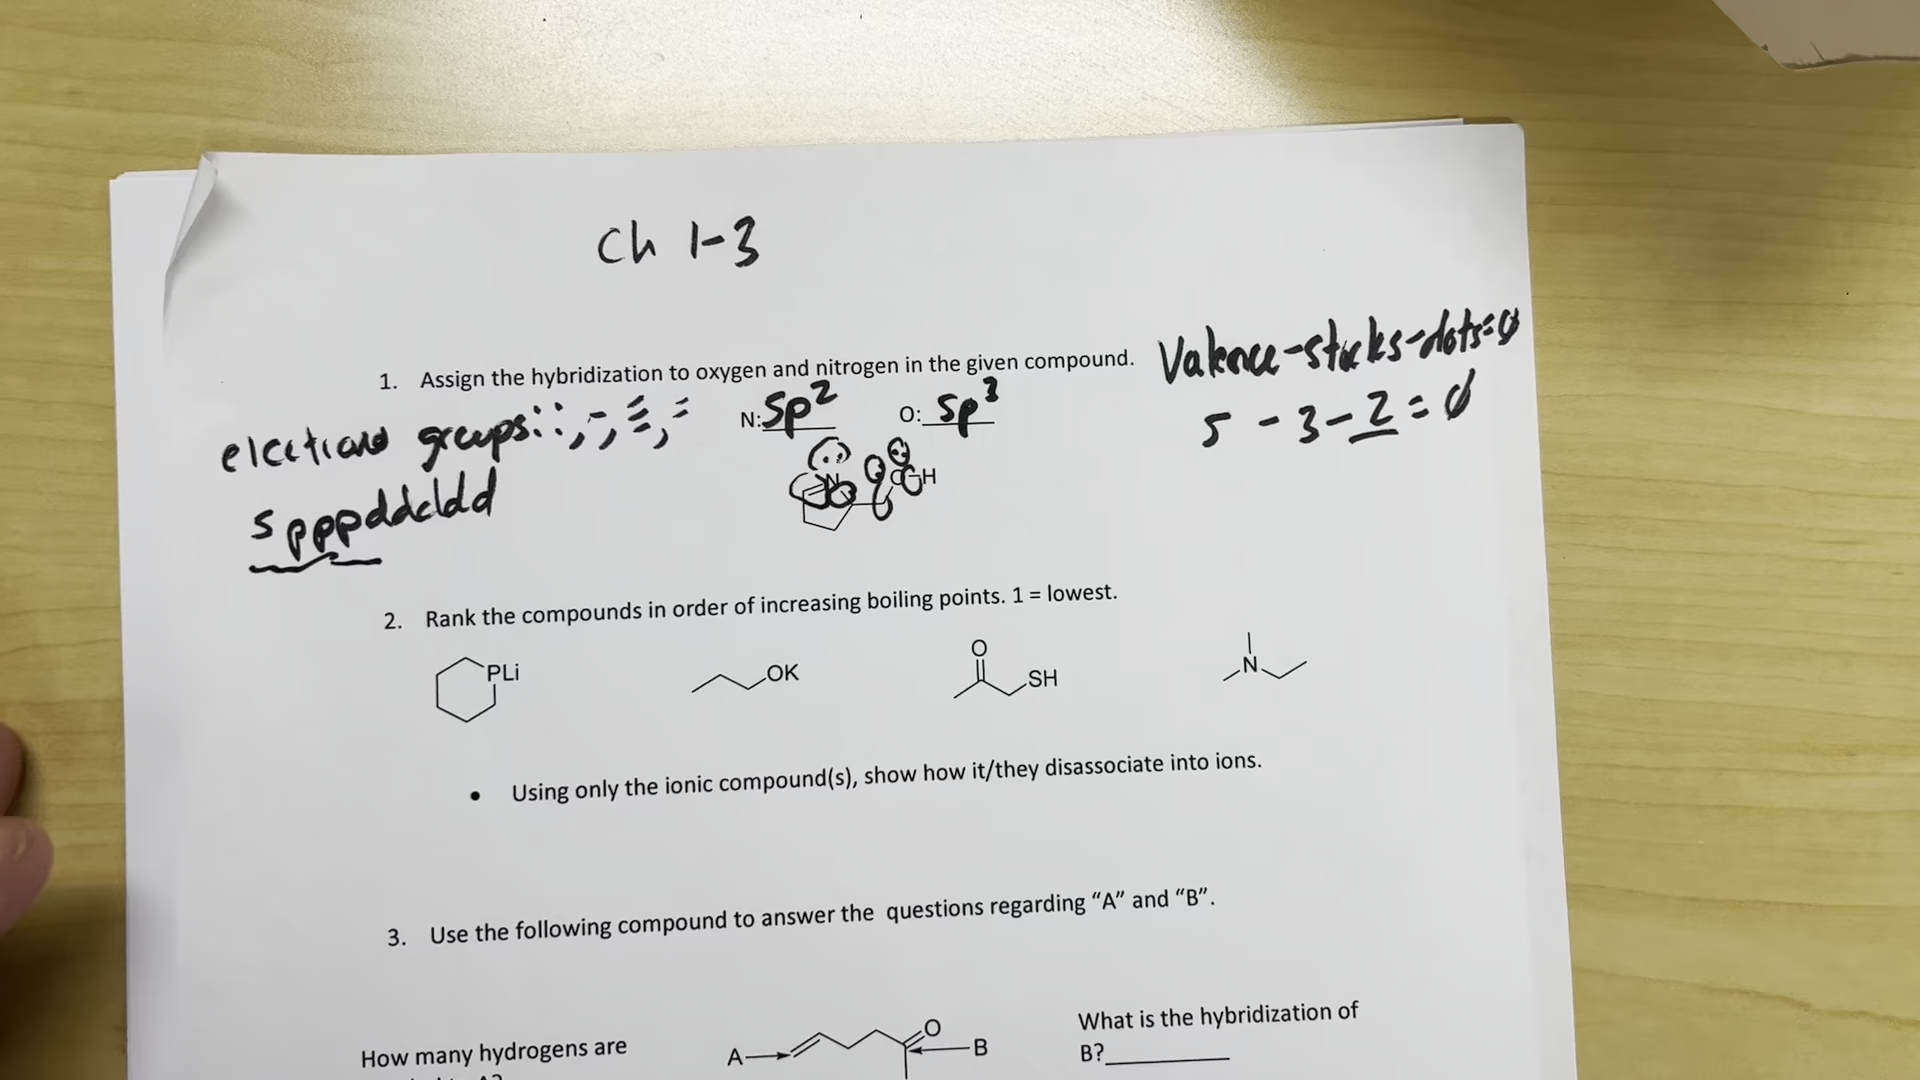 Ch 1-3
1. Assign the hybridization to oxygen and nitrogen in the given compound.
Valence-sticks-dots=0
5 - 3 - 2 = 0
electrons groups: :, -, =, ≡
N: sp2 O: sp3
N OH
s pppddddd
2. Rank the compounds in order of increasing boiling points. 1 = lowest.
PLi OK O SH N
• Using only the ionic compound(s), show how it/they disassociate into ions.
3. Use the following compound to answer the questions regarding “A” and “B”.
How many hydrogens are
A O B
What is the hybridization of
B?